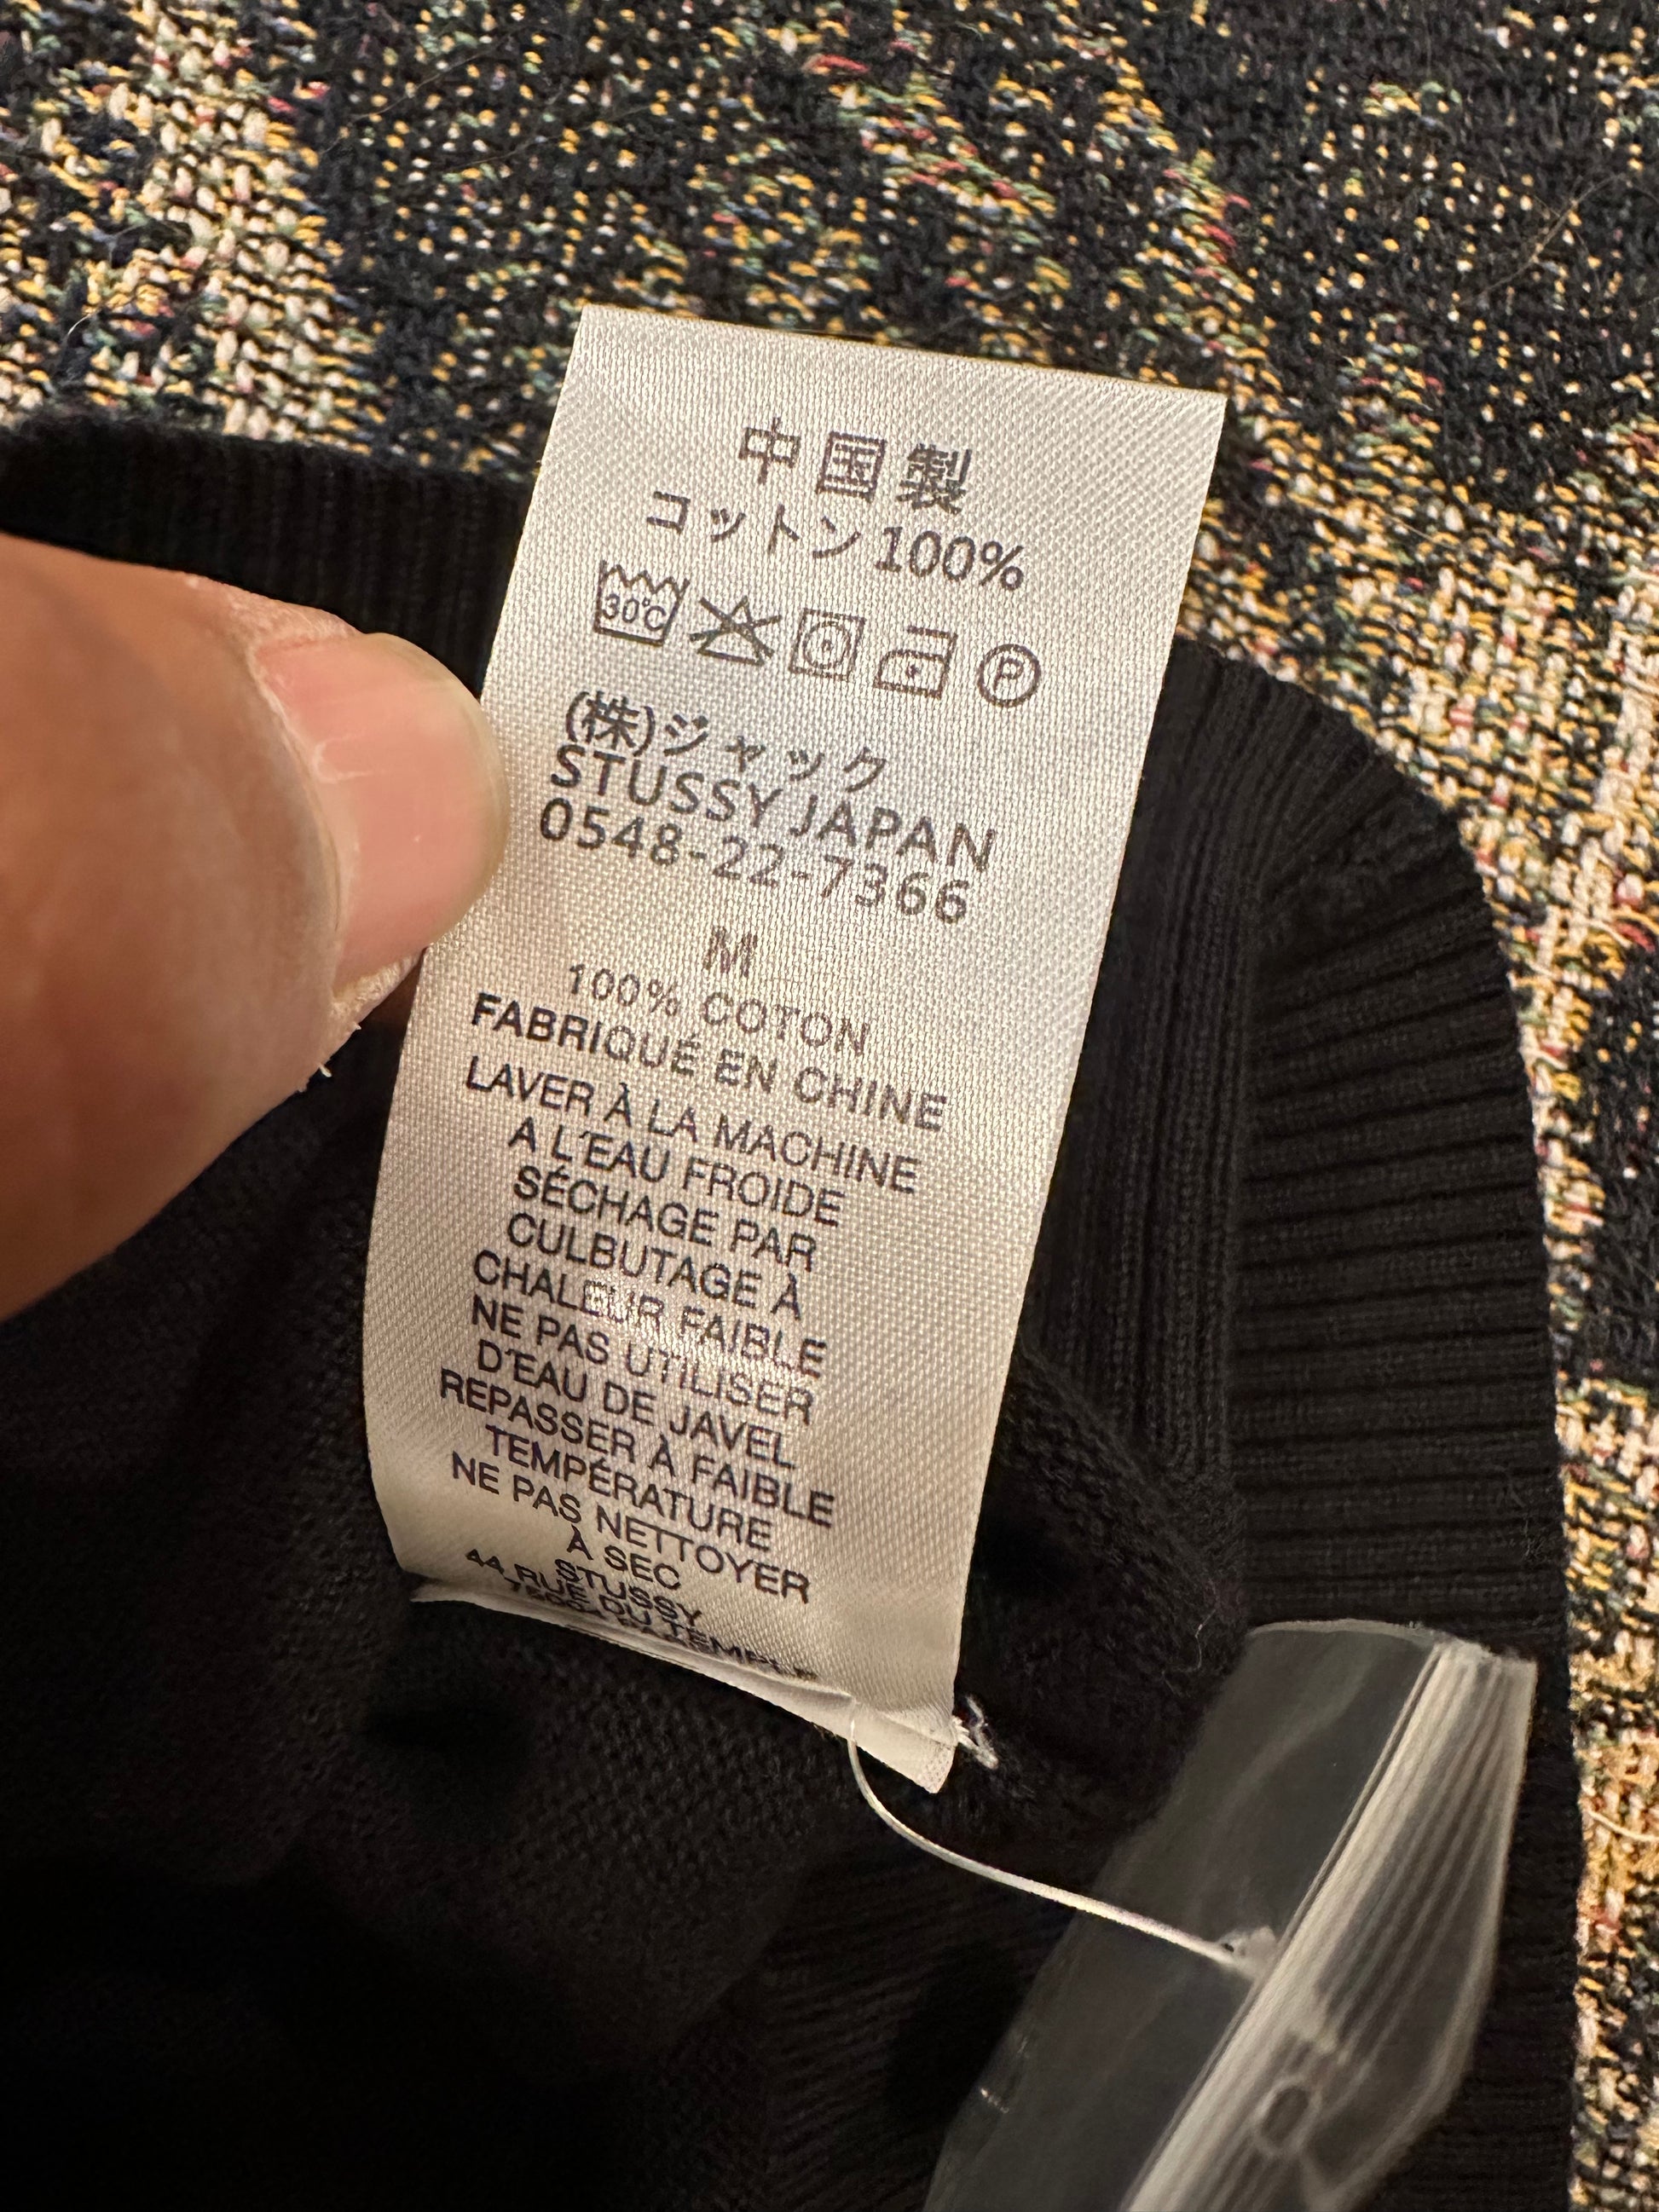 中国製
コットン100%
30℃
P
(株)ジャック
STUSSY JAPAN
0548-22-7366
M
100% COTON
FABRIQUÉ EN CHINE
LAVER À LA MACHINE
A L'EAU FROIDE
SÉCHAGE PAR
CULBUTAGE À
CHALEUR FAIBLE
NE PAS UTILISER
D'EAU DE JAVEL
REPASSER À FAIBLE
TEMPÉRATURE
NE PAS NETTOYER
À SEC
STUSSY
44 RUE DU TEMPLE